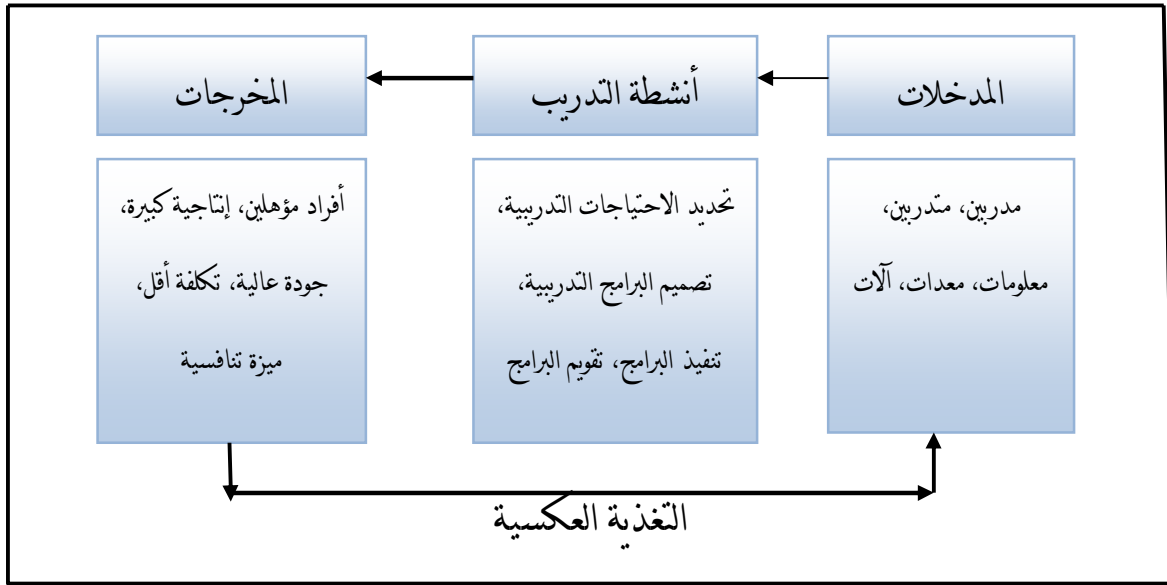 المدخلات
أنشطة التدريب
المخرجات
مدربين، متدربين،
معلومات، معدات، آلات
تحديد الاحتياجات التدريبية،
تصميم البرامج التدريبية،
تنفيذ البرامج، تقويم البرامج
أفراد مؤهلين، إنتاجية كبيرة،
جودة عالية، تكلفة أقل،
ميزة تنافسية
التغذية العكسية